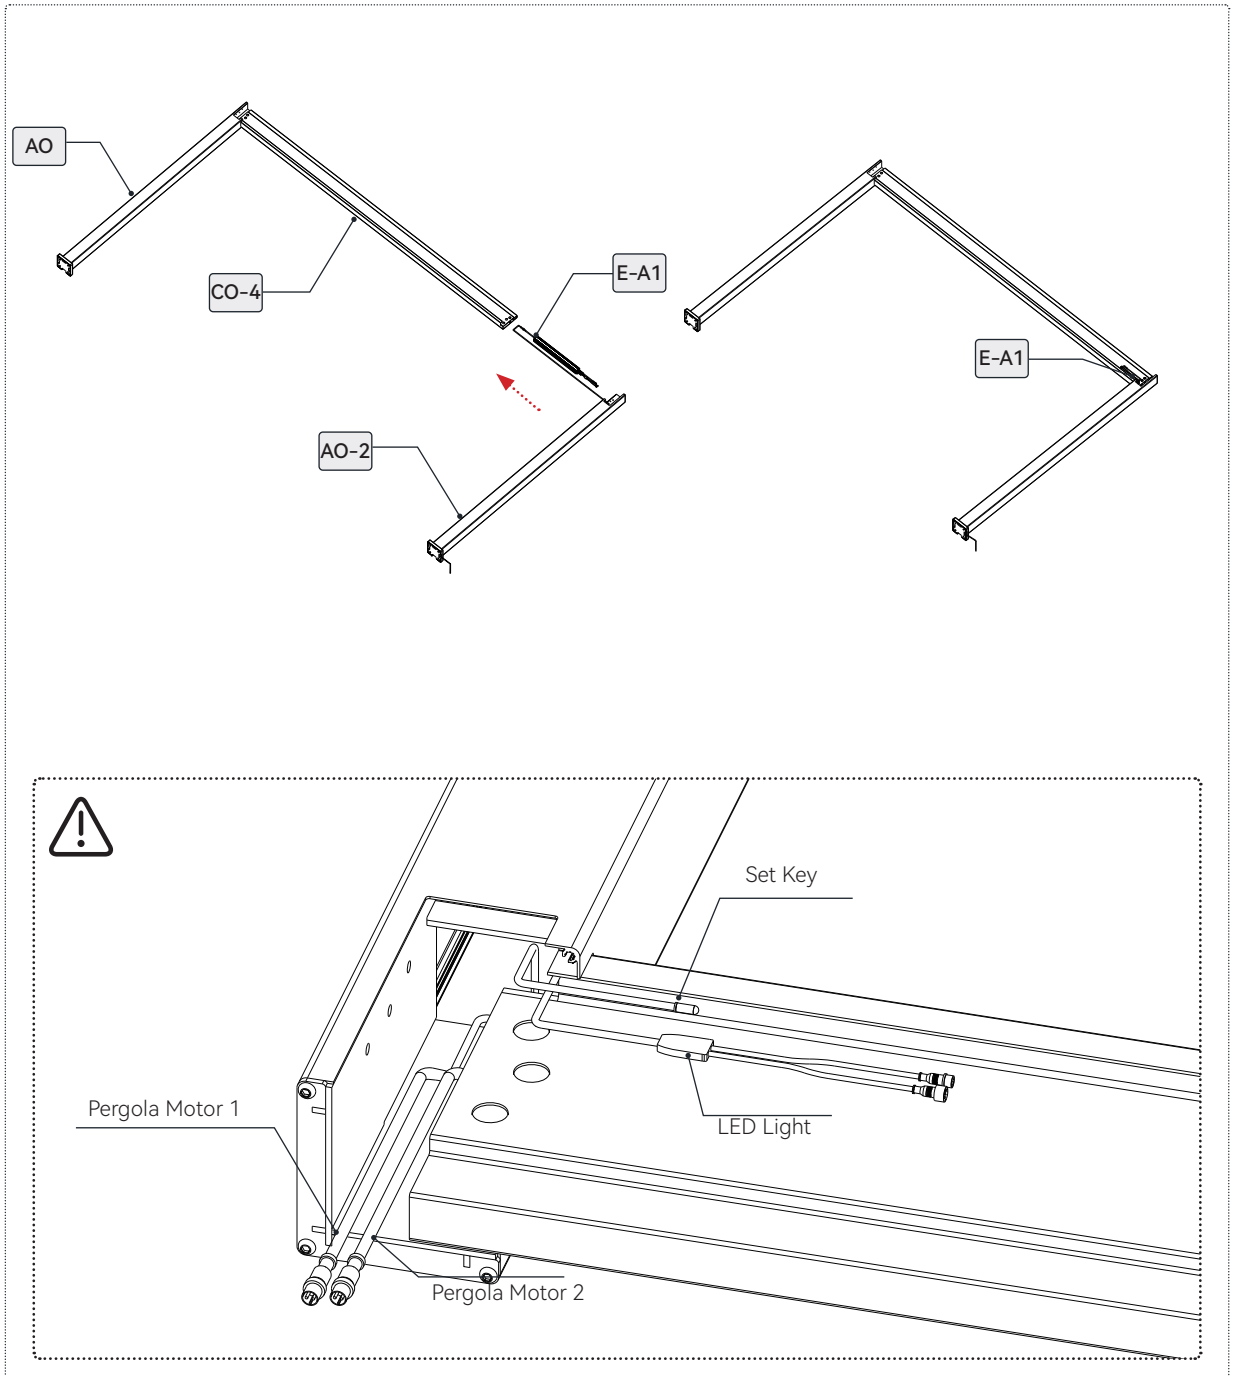 AO
CO-4
E-A1
E-A1
AO-2
Set Key
Pergola Motor 1
LED Light
Pergola Motor 2